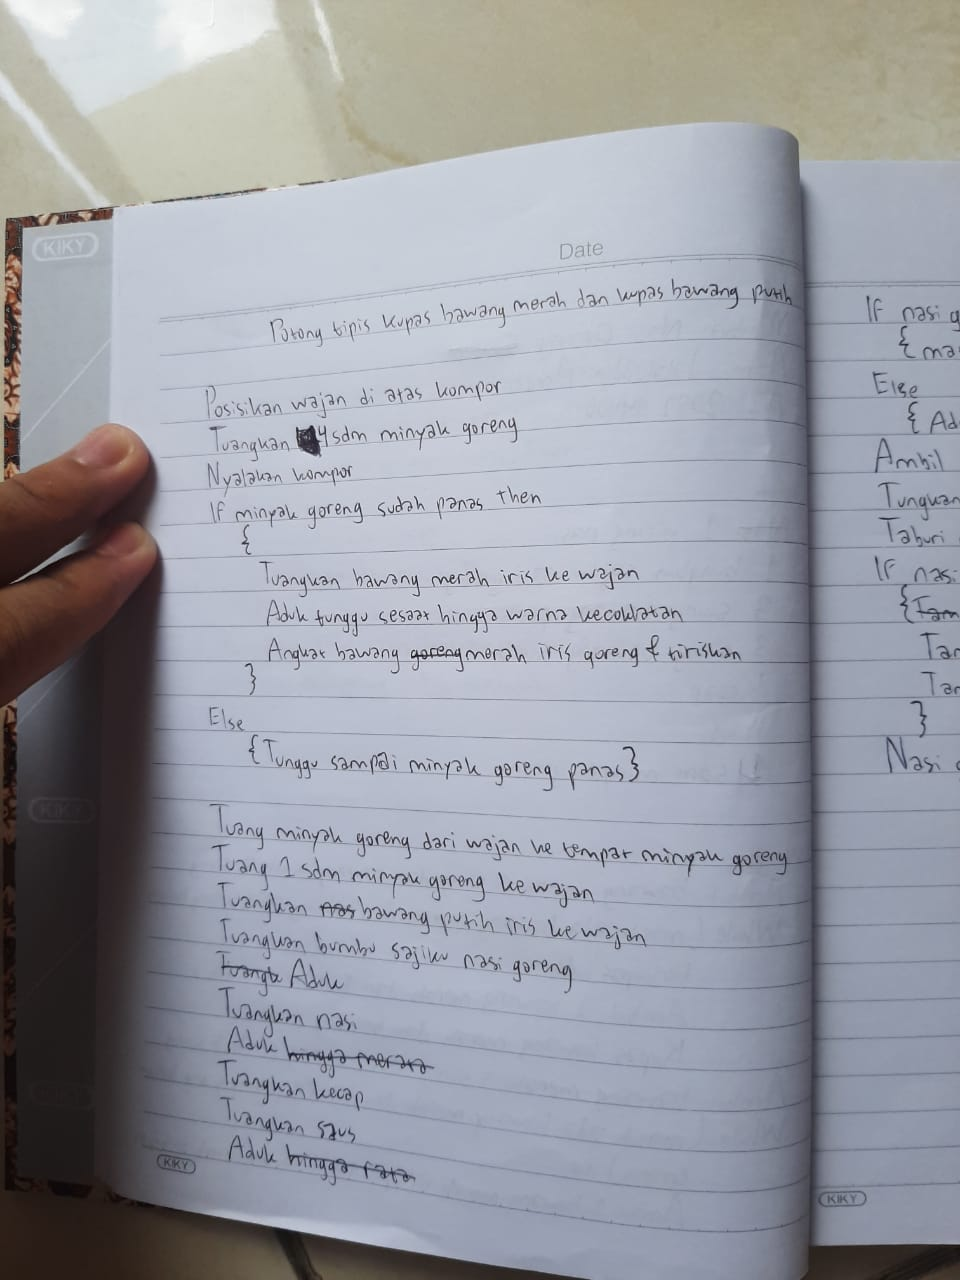 KIKY
Date
Potong tipis kupas bawang merah dan kupas bawang putih
Posisikan wajan di atas kompor
Tuangkan 4 sdm minyak goreng
Nyalakan kompor
If minyak goreng sudah panas then
{
Tuangkan bawang merah iris ke wajan
Aduk tunggu sesaat hingga warna kecoklatan
Angkat bawang goreng merah iris goreng & tiriskan
}
Else
{Tunggu sampai minyak goreng panas}
Tuang minyak goreng dari wajan ke tempat minyak goreng
Tuang 1 sdm minyak goreng ke wajan
Tuangkan bawang putih iris ke wajan
Tuangkan bumbu sajiku nasi goreng
Tuangk Aduk
Tuangkan nasi
Aduk hingga merata
Tuangkan kecap
Tuangkan saus
Aduk hingga rata
KIKY
If nasi g
{ ma
Else
{ Ad
Ambil
Tungkan
Taburi
If nasi
{ Tam
Tar
Tar
}
Nasi
KIKY